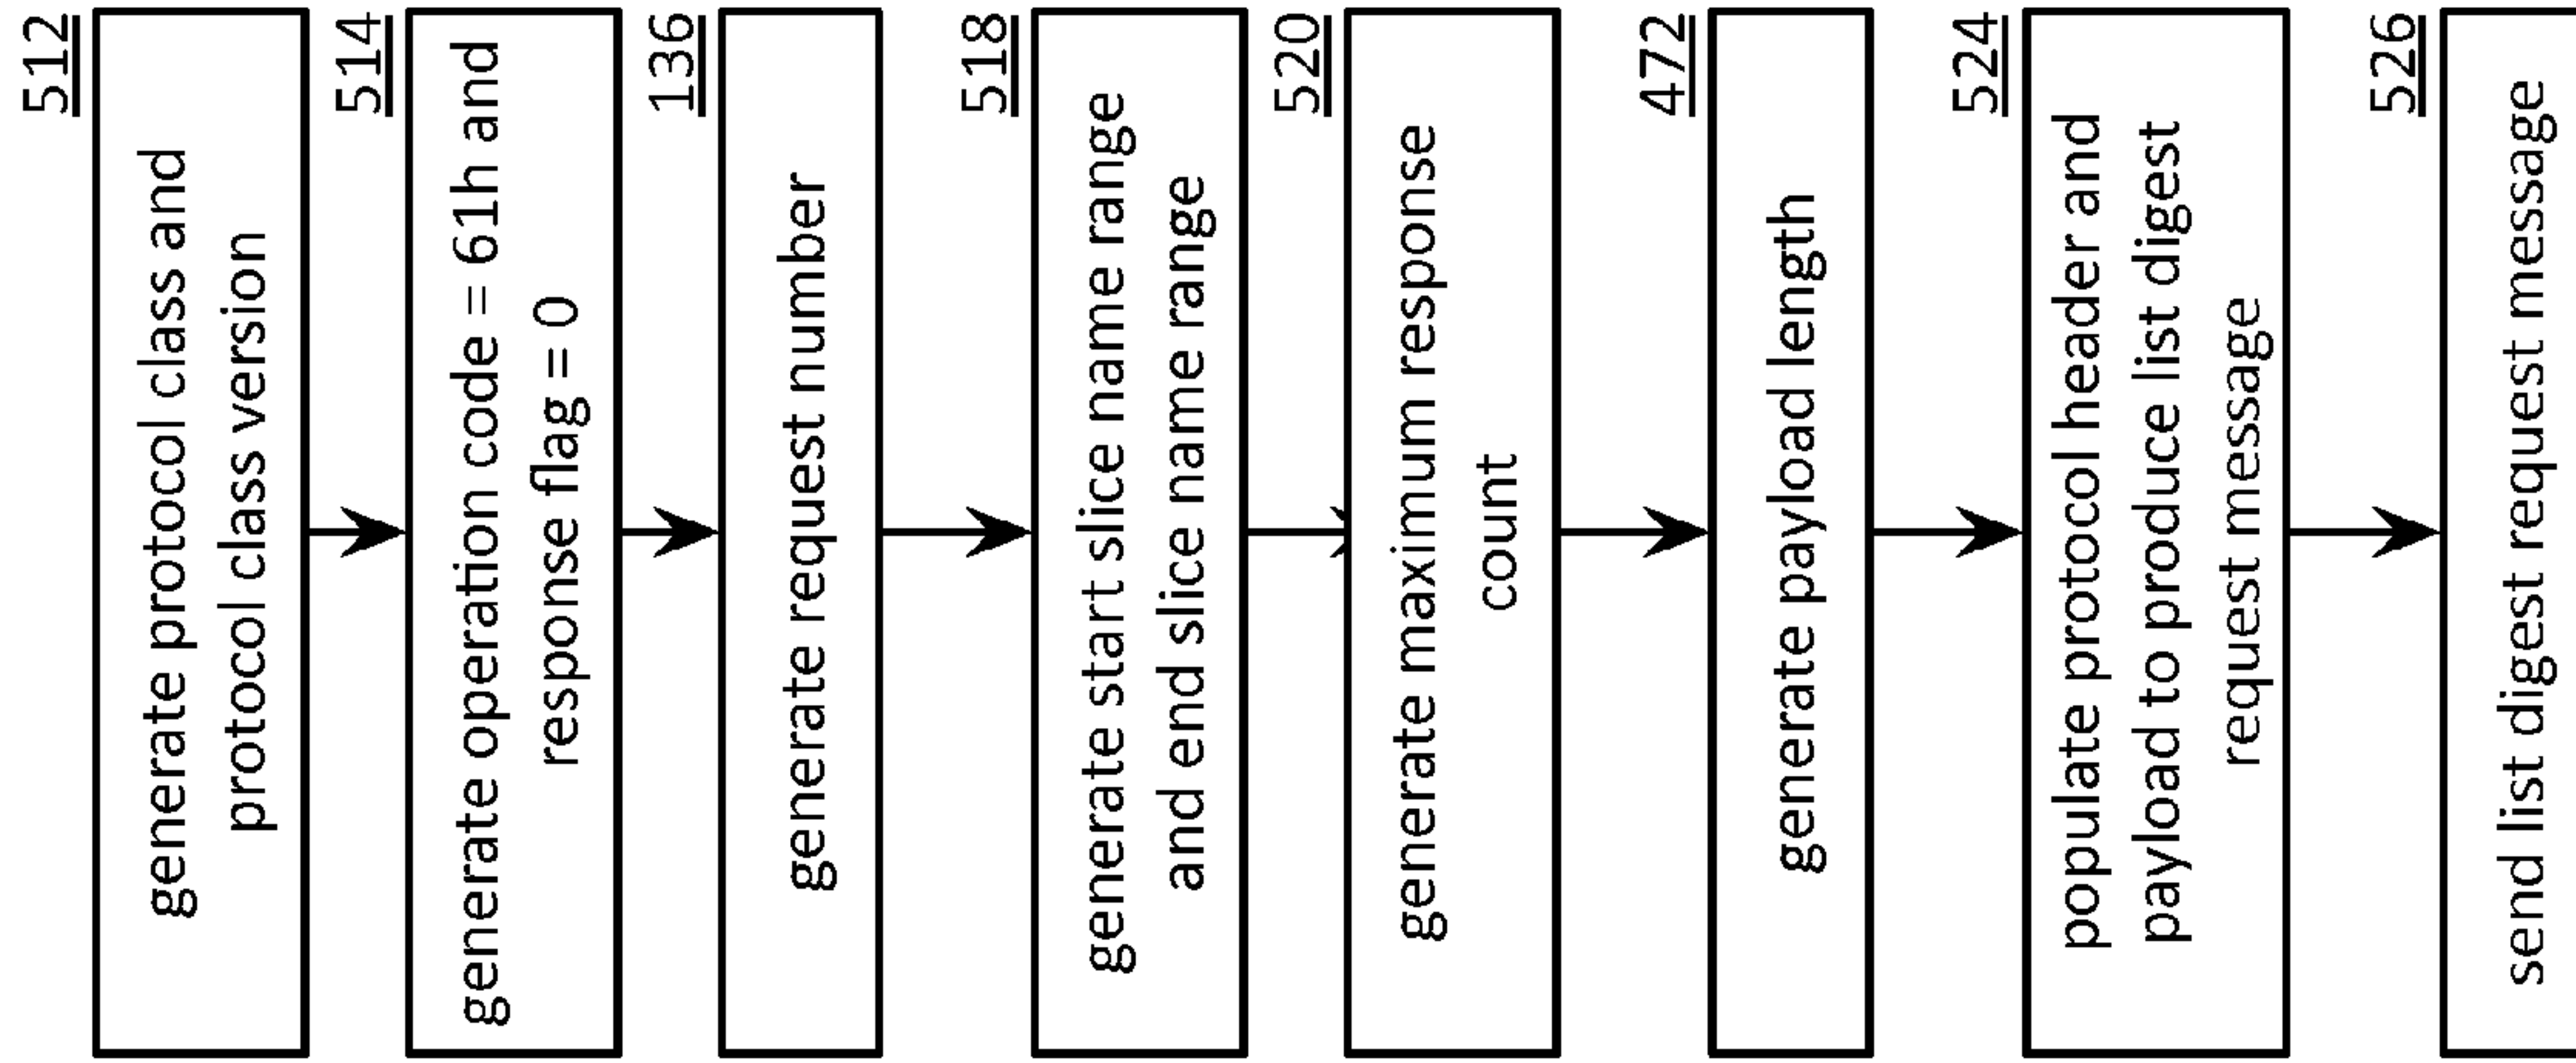 512
generate protocol class and
protocol class version
514
generate operation code = 61h and
response flag = 0
136
generate request number
518
generate start slice name range
and end slice name range
520
generate maximum response
count
472
generate payload length
524
populate protocol header and
payload to produce list digest
request message
526
send list digest request message